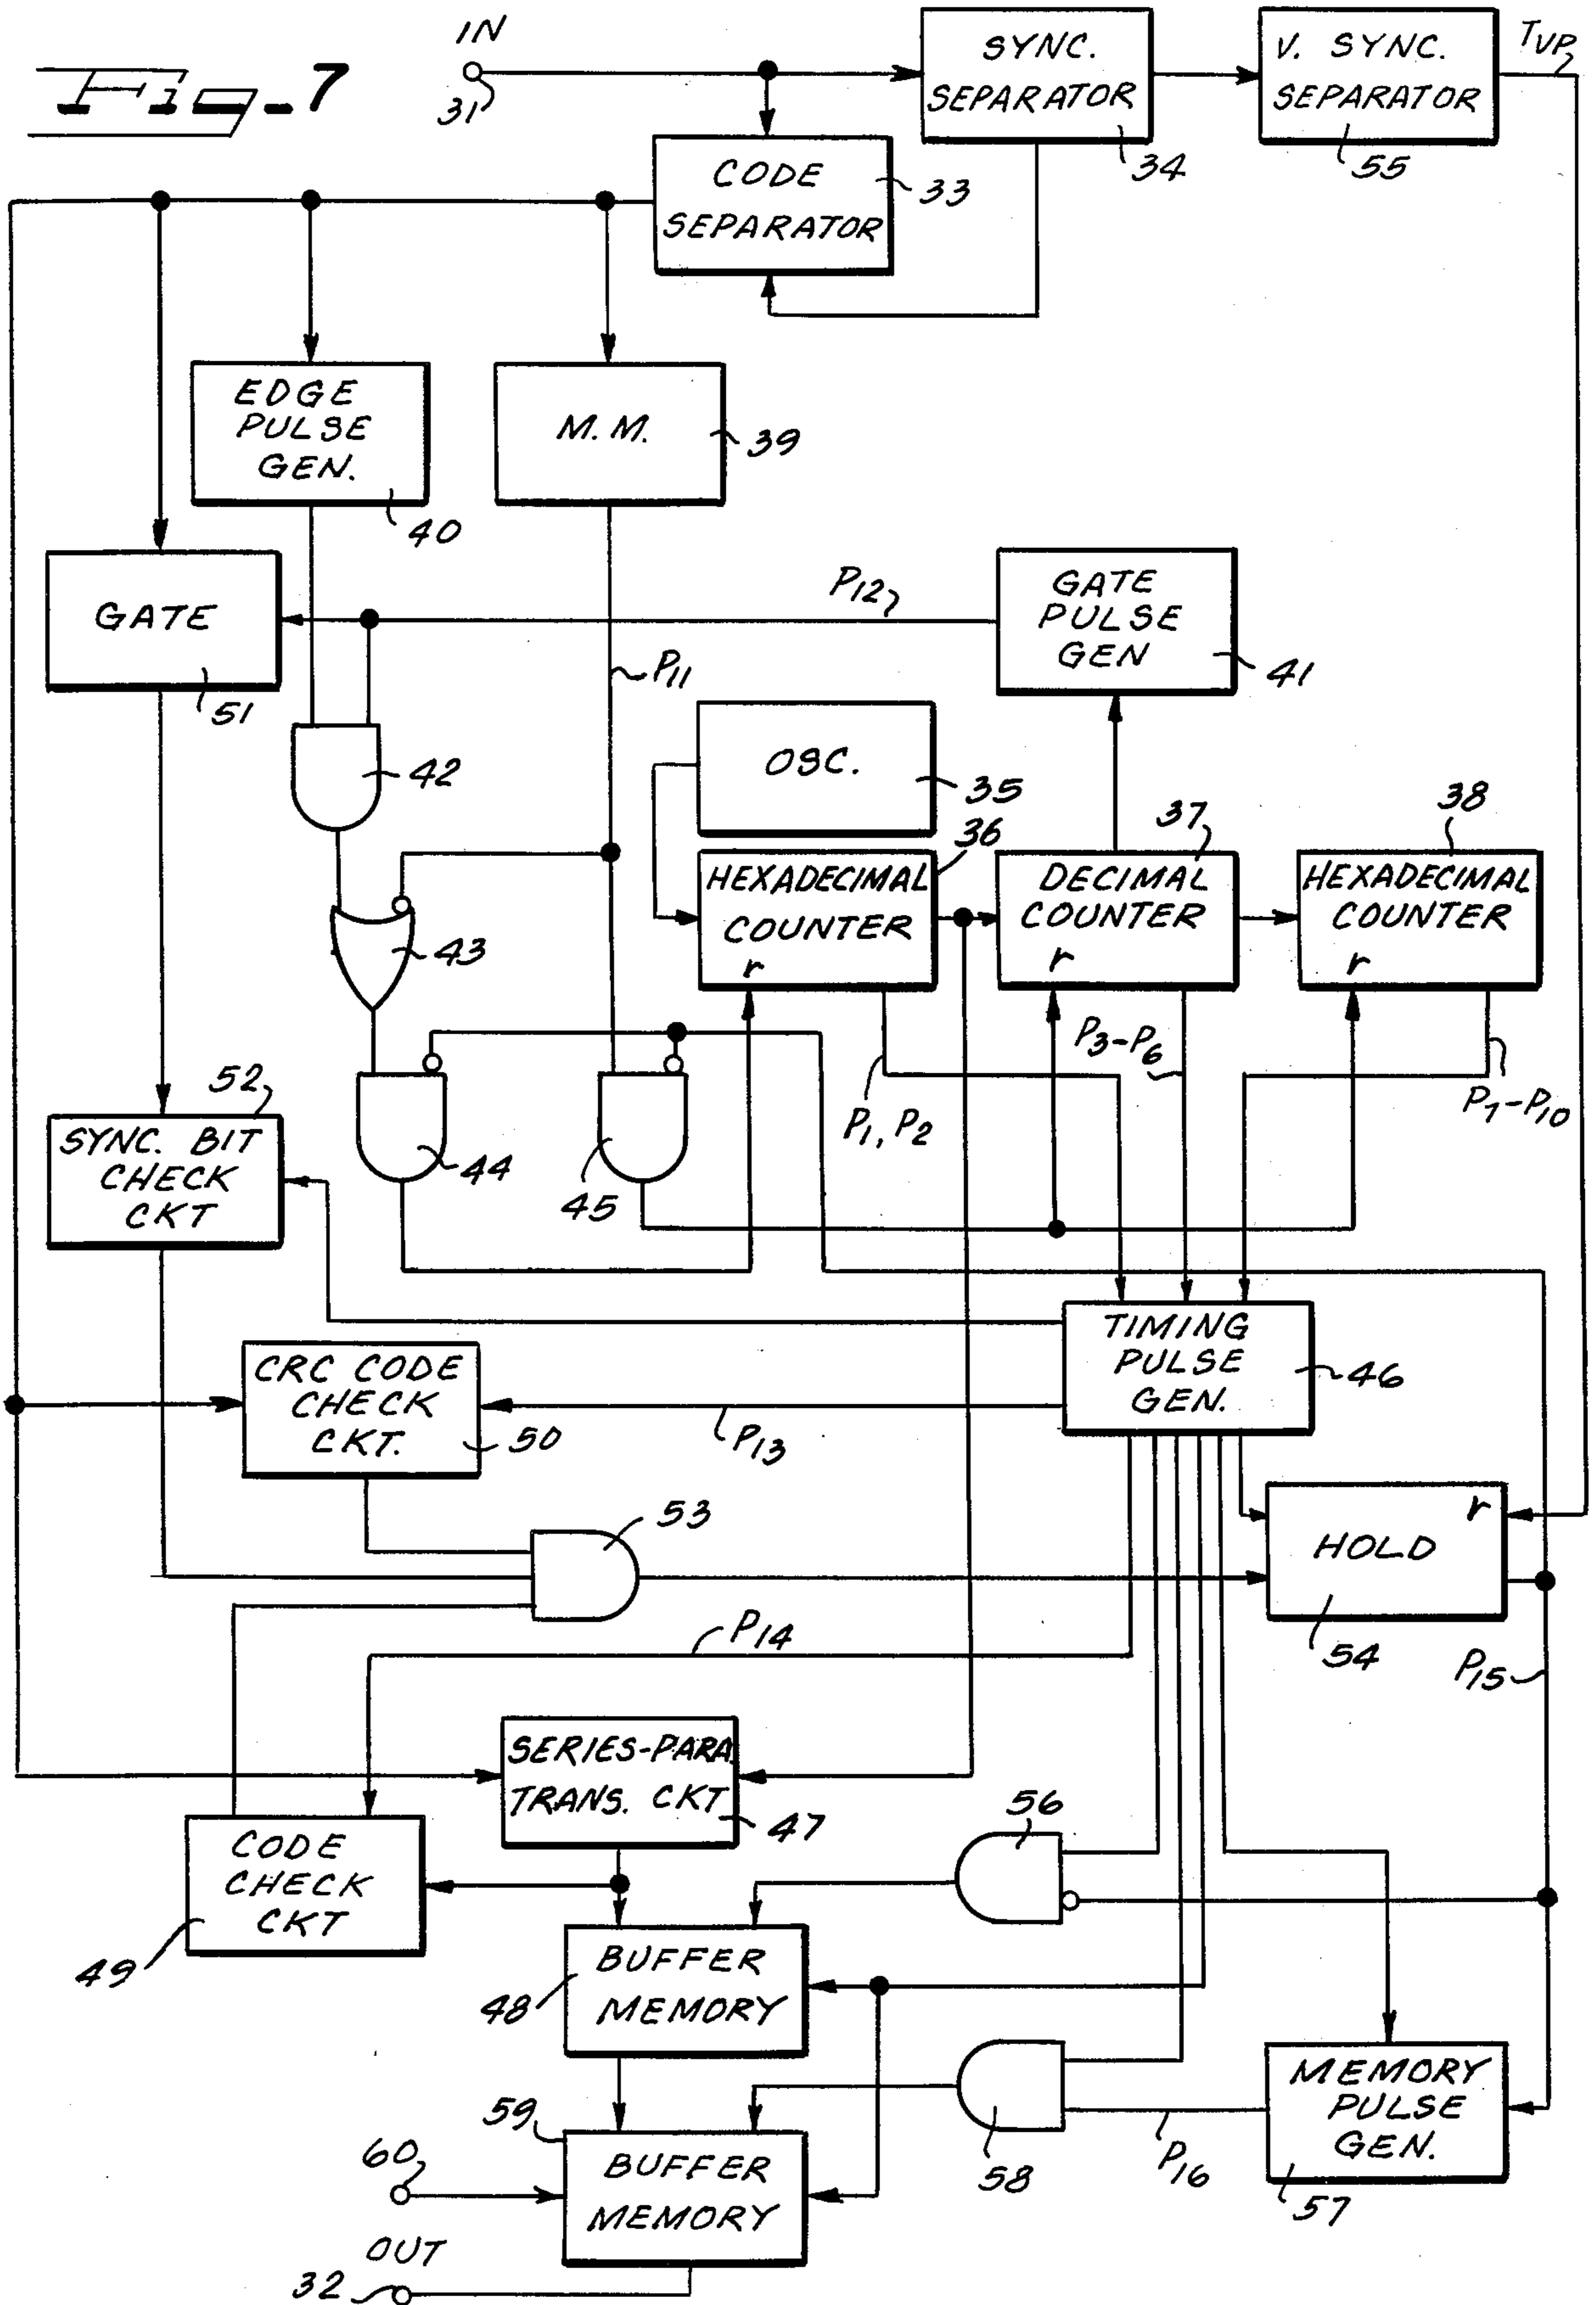 Fig_7
IN
31
SYNC.
SEPARATOR
34
V. SYNC.
SEPARATOR
55
TVP
CODE
SEPARATOR
33
EDGE
PULSE
GEN.
40
M.M.
39
GATE
51
P12
GATE
PULSE
GEN
41
P11
42
OSC.
35
36
37
38
HEXADECIMAL
COUNTER
r
DECIMAL
COUNTER
r
HEXADECIMAL
COUNTER
r
43
P1, P2
P3-P6
P7-P10
52
SYNC. BIT
CHECK
CKT
44
45
TIMING
PULSE
GEN.
46
CRC CODE
CHECK
CKT.
50
P13
53
r
HOLD
54
P14
P15
SERIES-PARA.
TRANS. CKT
47
56
CODE
CHECK
CKT
49
BUFFER
MEMORY
48
MEMORY
PULSE
GEN.
57
58
P16
59
BUFFER
MEMORY
60
OUT
32